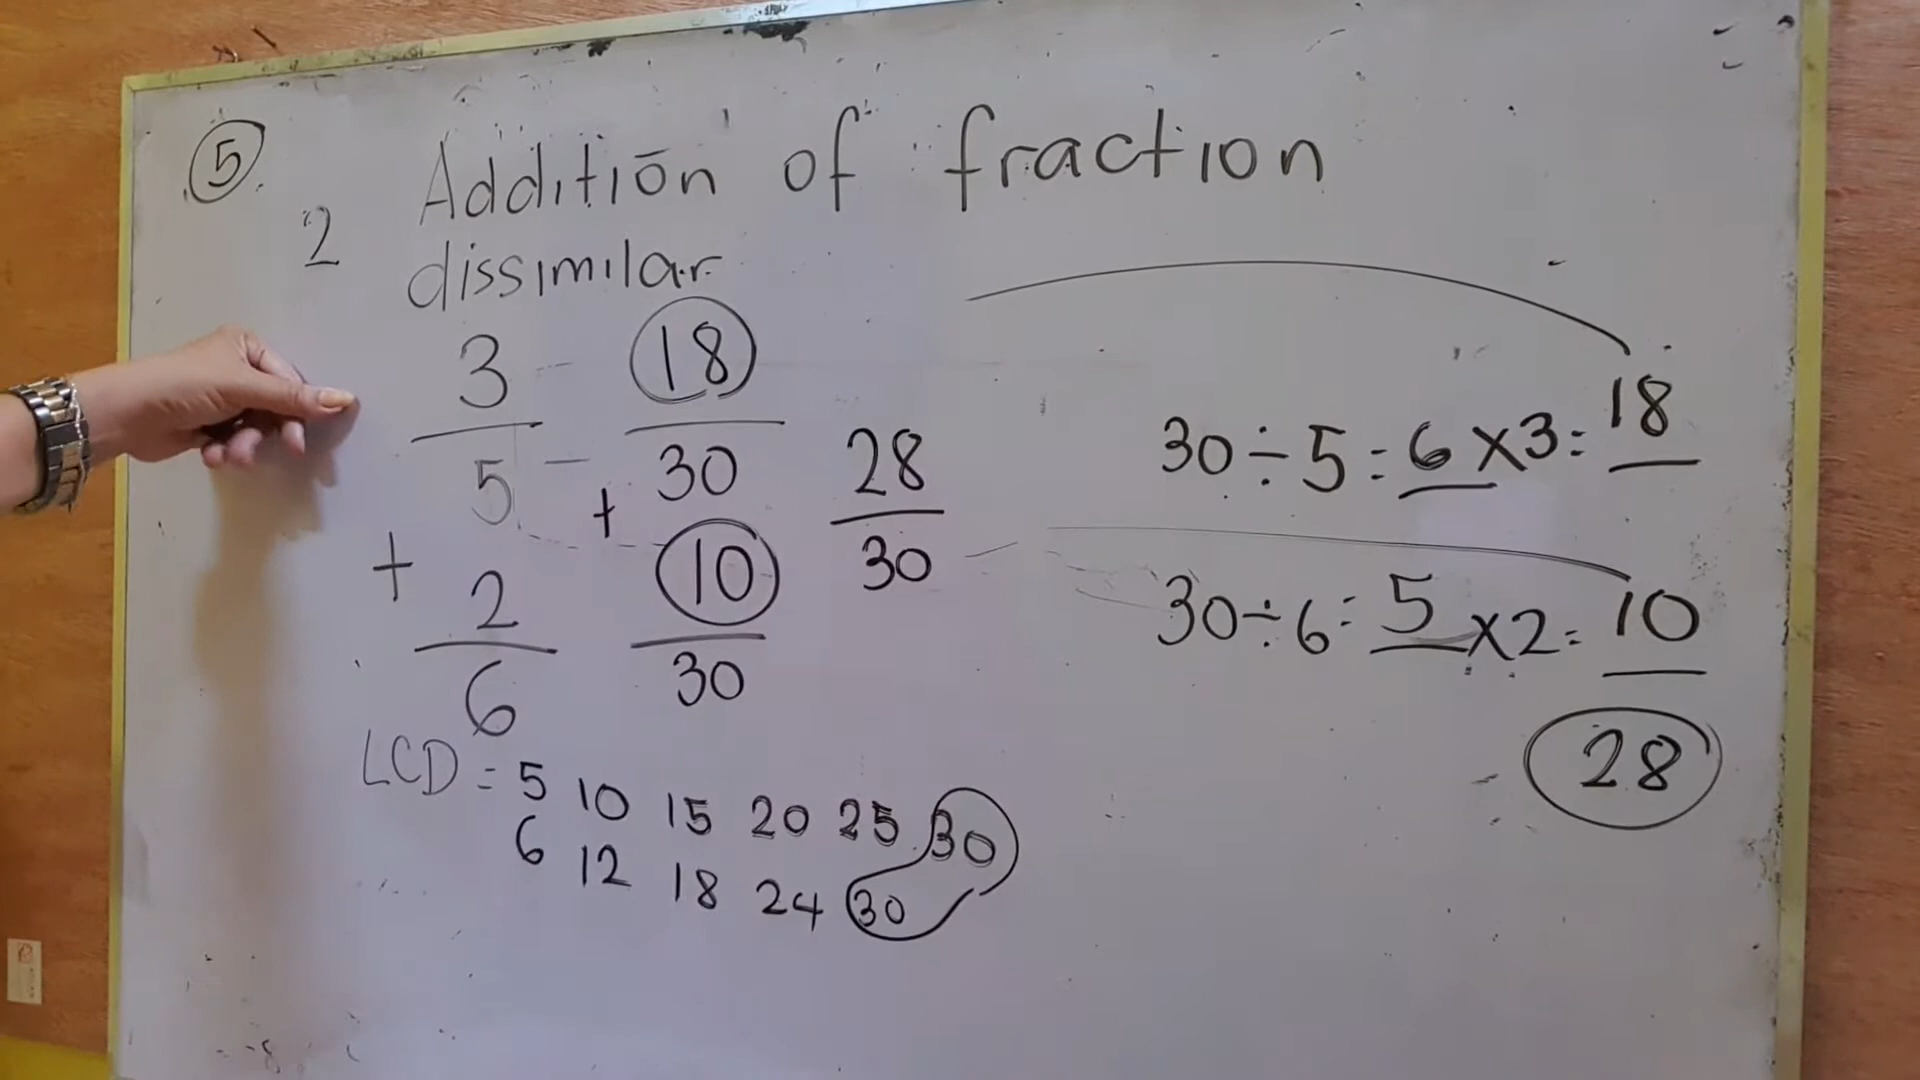 5
2 Addition of fraction
dissimilar
3/5 18/30
+ 2/6 + 10/30 28/30
LCD = 5 10 15 20 25 30
6 12 18 24 30
30 ÷ 5 = 6 x 3 = 18
30 ÷ 6 = 5 x 2 = 10
28